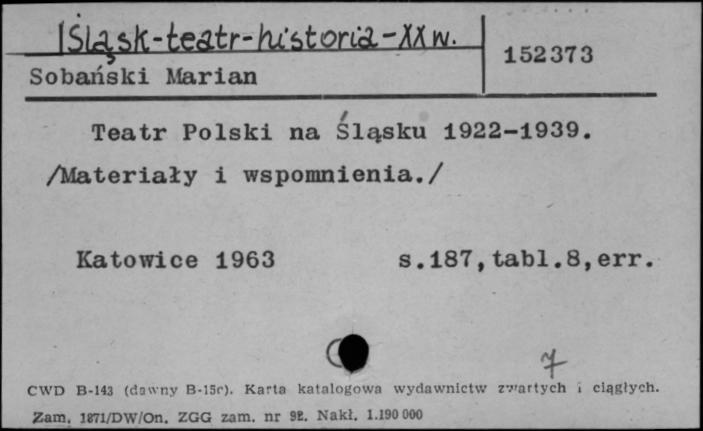 Śląsk-teatr-historia-XX w.
152373
Sobański Marian
Teatr Polski na Śląsku 1922-1939.
/Materiały i wspomnienia./
Katowice 1963 s.187,tabl.8,err.
7
CWD B-143 (dawny B-15c). Karta katalogowa wydawnictw zwartych i ciągłych.
Zam. 1871/DW/On. ZGG zam. nr 92. Nakł. 1.190 000